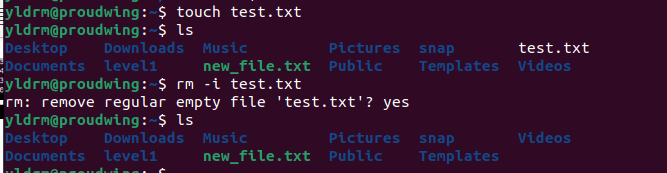 yldrm@proudwing:~$ touch test.txt
yldrm@proudwing:~$ ls
Desktop    Downloads  Music         Pictures  snap       test.txt
Documents  level1     new_file.txt  Public    Templates  Videos
yldrm@proudwing:~$ rm -i test.txt
rm: remove regular empty file 'test.txt'? yes
yldrm@proudwing:~$ ls
Desktop    Downloads  Music         Pictures  snap       Videos
Documents  level1     new_file.txt  Public    Templates